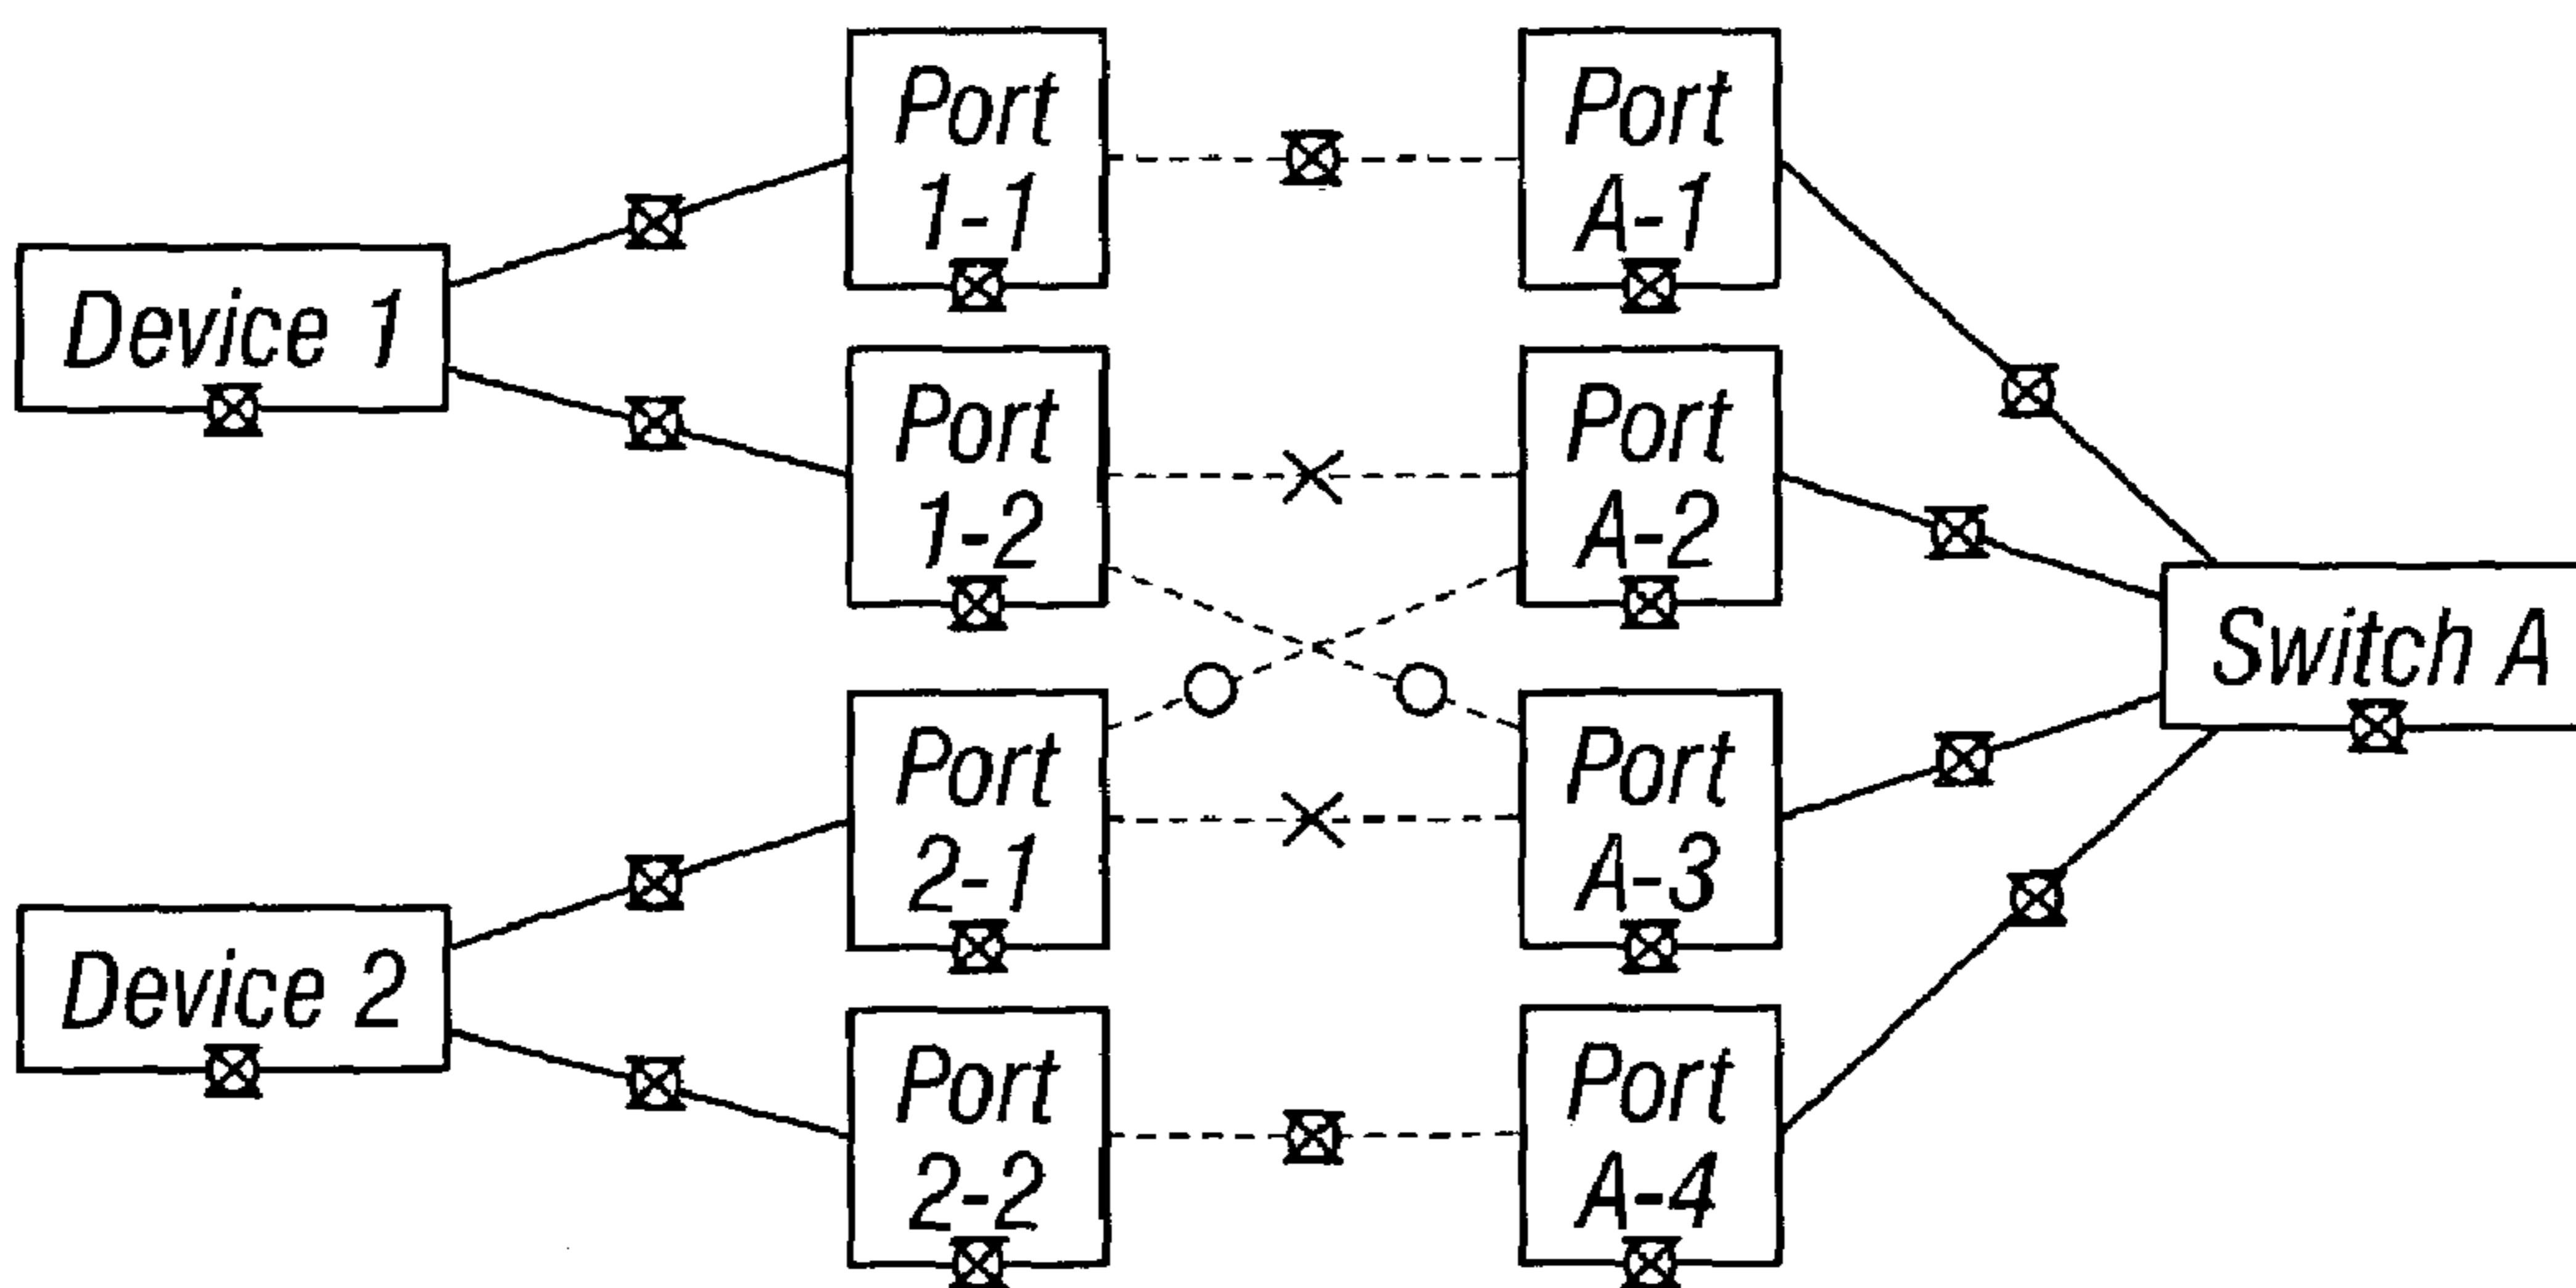 Port
1-1
Port
A-1
Device 1
Port
1-2
Port
A-2
Switch A
Port
2-1
Port
A-3
Device 2
Port
2-2
Port
A-4